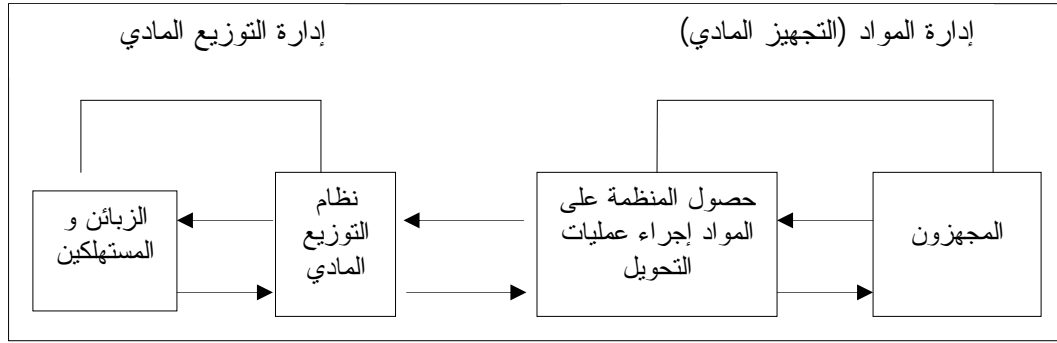 إدارة المواد (التجهيز المادي)
إدارة التوزيع المادي
المجهزون
حصول المنظمة على
المواد إجراء عمليات
التحويل
نظام
التوزيع
المادي
الزبائن و
المستهلكين